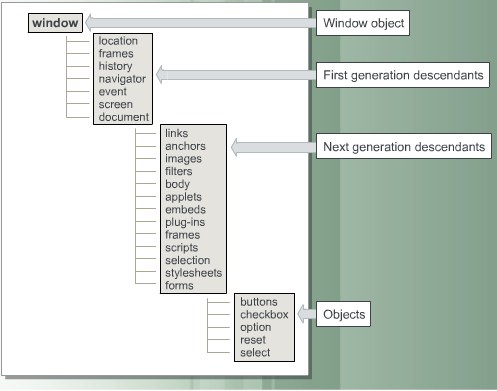 window
Window object
location
frames
history
navigator
event
screen
document
First generation descendants
links
anchors
images
filters
body
applets
embeds
plug-ins
frames
scripts
selection
stylesheets
forms
Next generation descendants
buttons
checkbox
option
reset
select
Objects